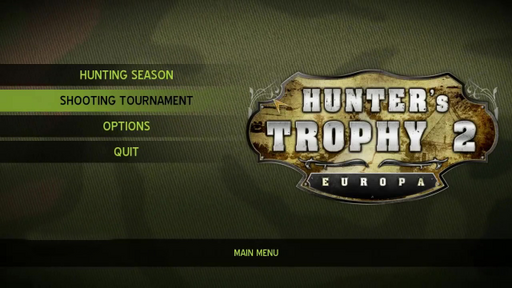 HUNTING SEASON
SHOOTING TOURNAMENT
OPTIONS
QUIT
HUNTER's
TROPHY 2
EUROPA
MAIN MENU